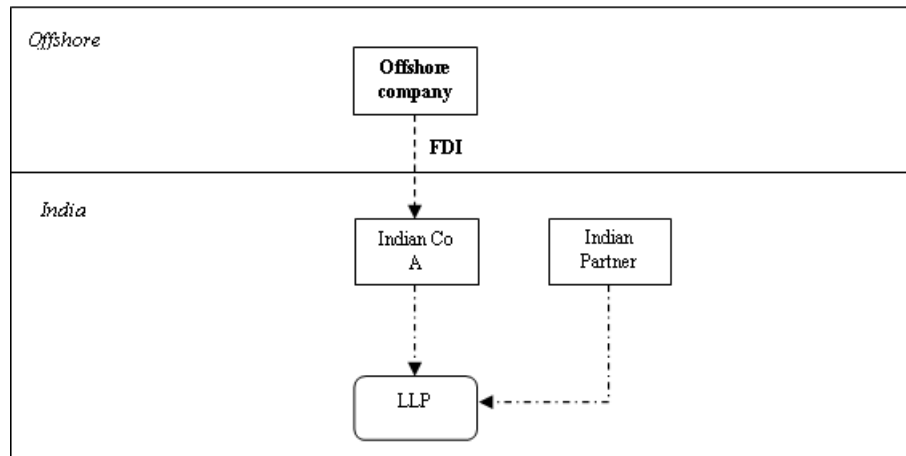 Offshore
Offshore
company
FDI
India
Indian Co
A
Indian
Partner
LLP